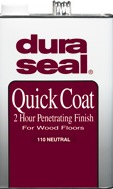 dura
seal®
Quick Coat
2 Hour Penetrating Finish
For Wood Floors
110 NEUTRAL